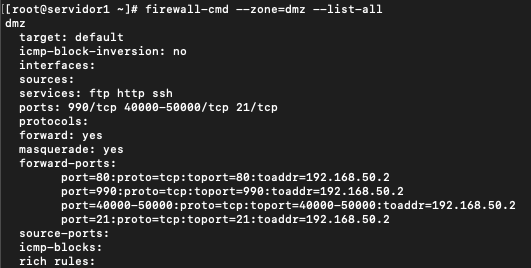 [[root@servidor1 ~]# firewall-cmd --zone=dmz --list-all
dmz
  target: default
  icmp-block-inversion: no
  interfaces:
  sources:
  services: ftp http ssh
  ports: 990/tcp 40000-50000/tcp 21/tcp
  protocols:
  forward: yes
  masquerade: yes
  forward-ports:
        port=80:proto=tcp:toport=80:toaddr=192.168.50.2
        port=990:proto=tcp:toport=990:toaddr=192.168.50.2
        port=40000-50000:proto=tcp:toport=40000-50000:toaddr=192.168.50.2
        port=21:proto=tcp:toport=21:toaddr=192.168.50.2
  source-ports:
  icmp-blocks:
  rich rules: